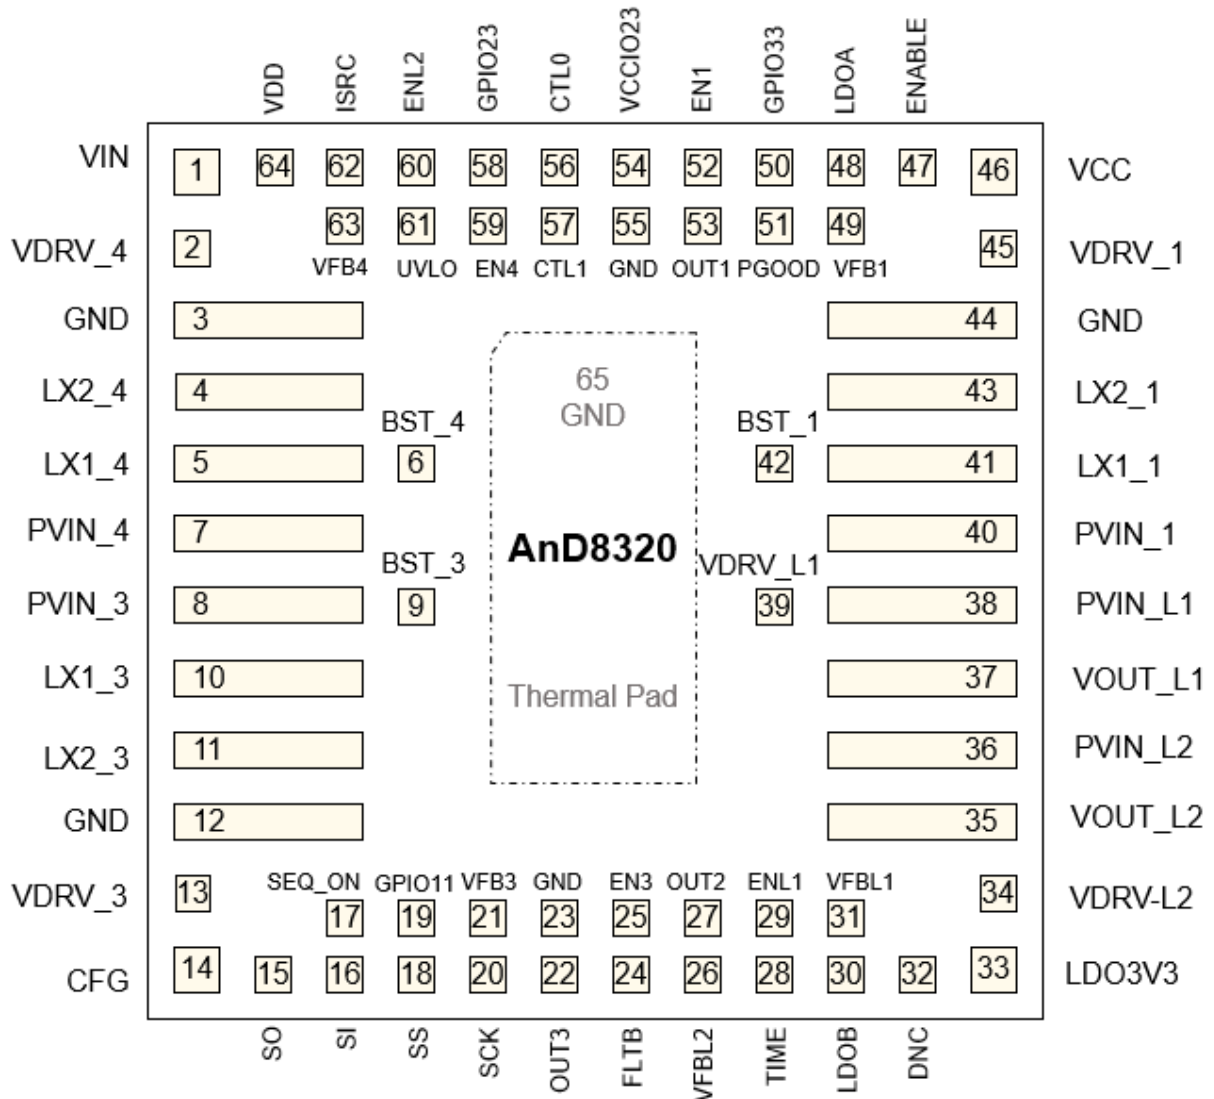 VDD ISRC ENL2 GPIO23 CTL0 VCCIO23 EN1 GPIO33 LDOA ENABLE
VIN 1 64 62 60 58 56 54 52 50 48 47 46 VCC
63 61 59 57 55 53 51 49
VDRV_4 2 45 VDRV_1
VFB4 UVLO EN4 CTL1 GND OUT1 PGOOD VFB1
GND 3 44 GND
65
GND
LX2_4 4 43 LX2_1
BST_4 BST_1
LX1_4 5 6 42 41 LX1_1
PVIN_4 7 40 PVIN_1
AnD8320
BST_3 VDRV_L1
PVIN_3 8 9 39 38 PVIN_L1
LX1_3 10 37 VOUT_L1
Thermal Pad
LX2_3 11 36 PVIN_L2
GND 12 35 VOUT_L2
SEQ_ON GPIO11 VFB3 GND EN3 OUT2 ENL1 VFBL1
VDRV_3 13 34 VDRV-L2
17 19 21 23 25 27 29 31
CFG 14 15 16 18 20 22 24 26 28 30 32 33 LDO3V3
SO SI SS SCK OUT3 FLTB VFBL2 TIME LDOB DNC